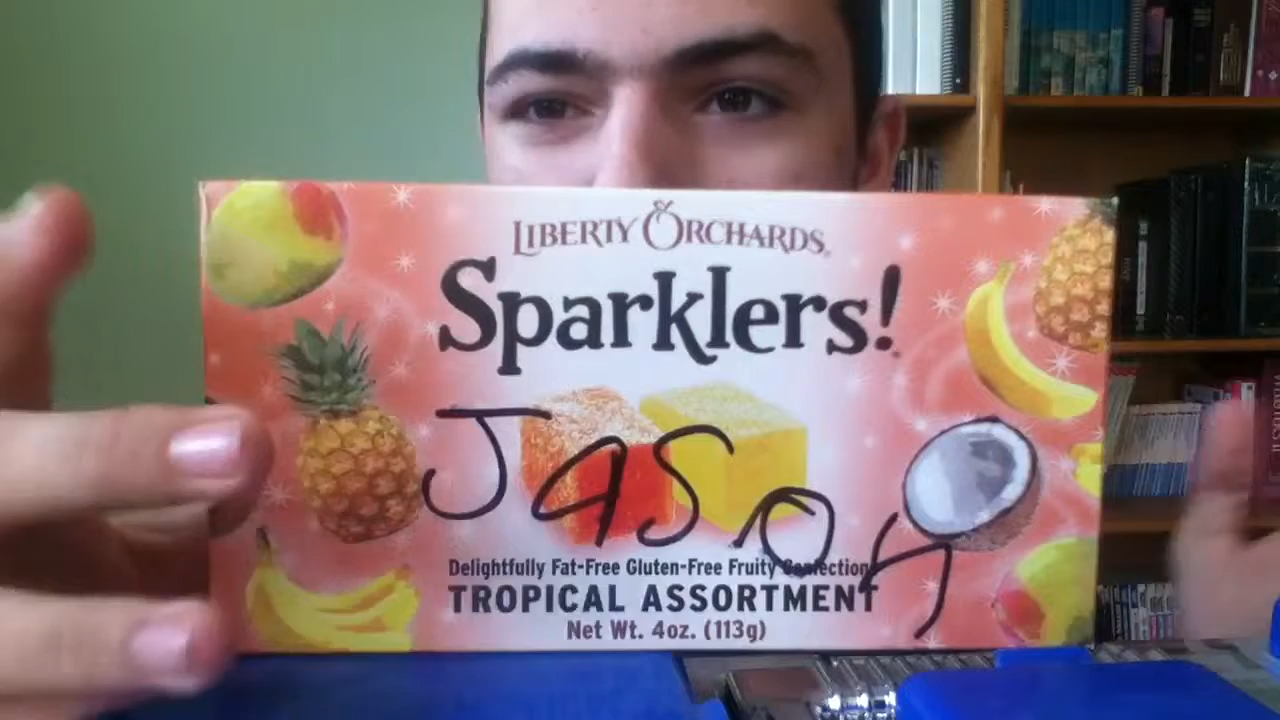 LIBERTY ORCHARDS
Sparklers!
JASON
Delightfully Fat-Free Gluten-Free Fruity Confection
TROPICAL ASSORTMENT
Net Wt. 4oz. (113g)